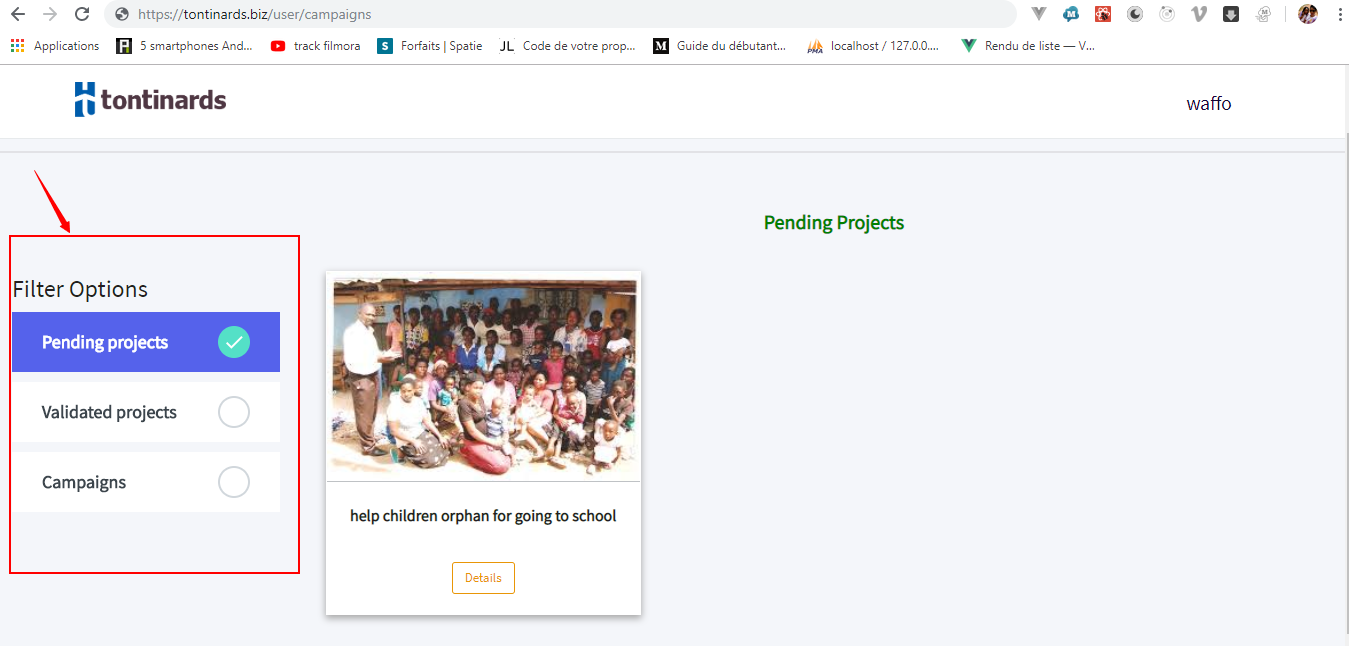 https://tontinards.biz/user/campaigns
Applications
5 smartphones And...
track filmora
S
Forfaits | Spatie
JL
Code de votre prop...
M
Guide du débutant...
PMA
localhost / 127.0.0....
Rendu de liste — V...
tontinards
waffo
Pending Projects
Filter Options
Pending projects
Validated projects
Campaigns
help children orphan for going to school
Details